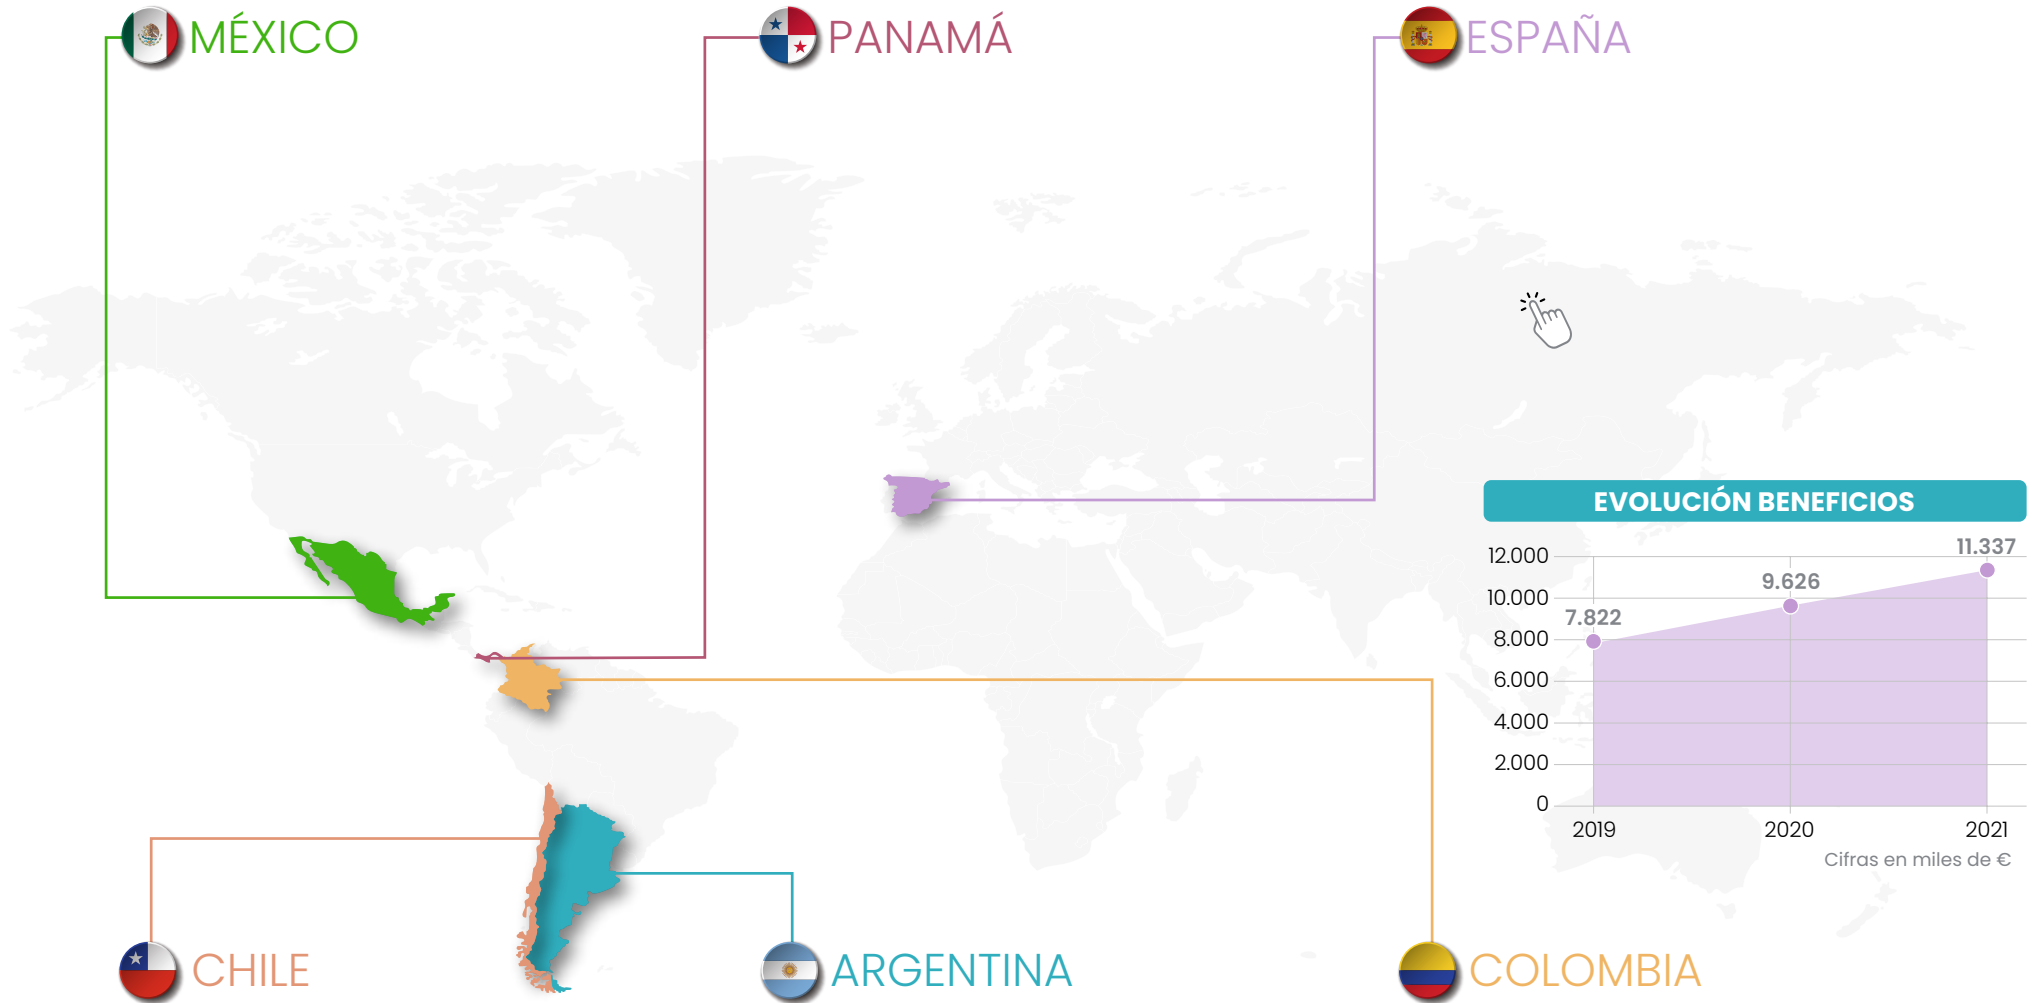 MÉXICO
PANAMÁ
ESPAÑA
EVOLUCIÓN BENEFICIOS
12.000
10.000
8.000
6.000
4.000
2.000
0
7.822
9.626
11.337
2019
2020
2021
Cifras en miles de €
CHILE
ARGENTINA
COLOMBIA